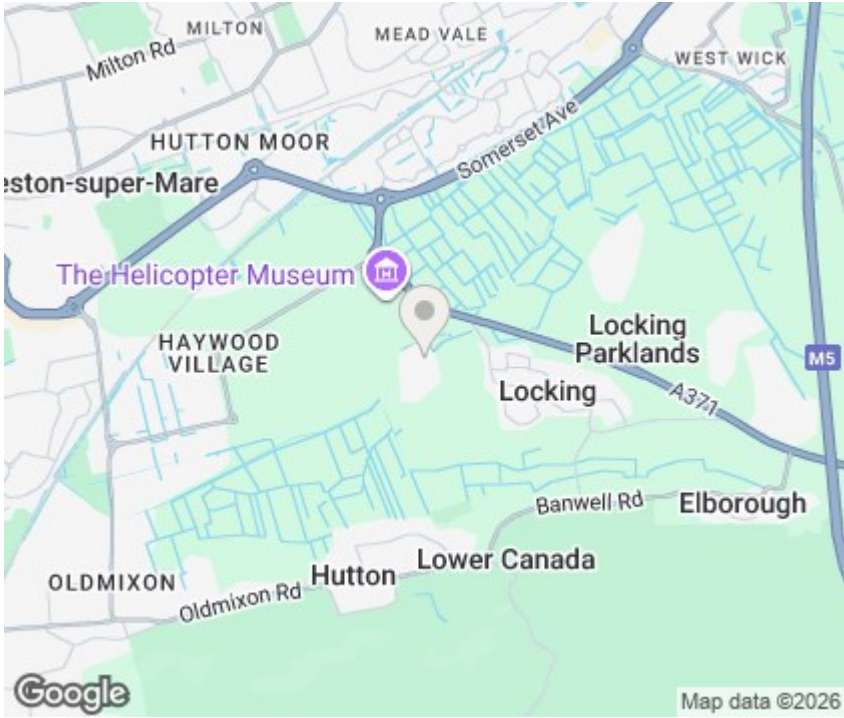 MILTON
Milton Rd
MEAD VALE
WEST WICK
HUTTON MOOR
Somerset Ave
eston-super-Mare
The Helicopter Museum
H
HAYWOOD
VILLAGE
Locking
Parklands
M5
Locking
A371
Banwell Rd
Elborough
Lower Canada
OLDMIXON
Hutton
Oldmixon Rd
Google
Map data ©2026